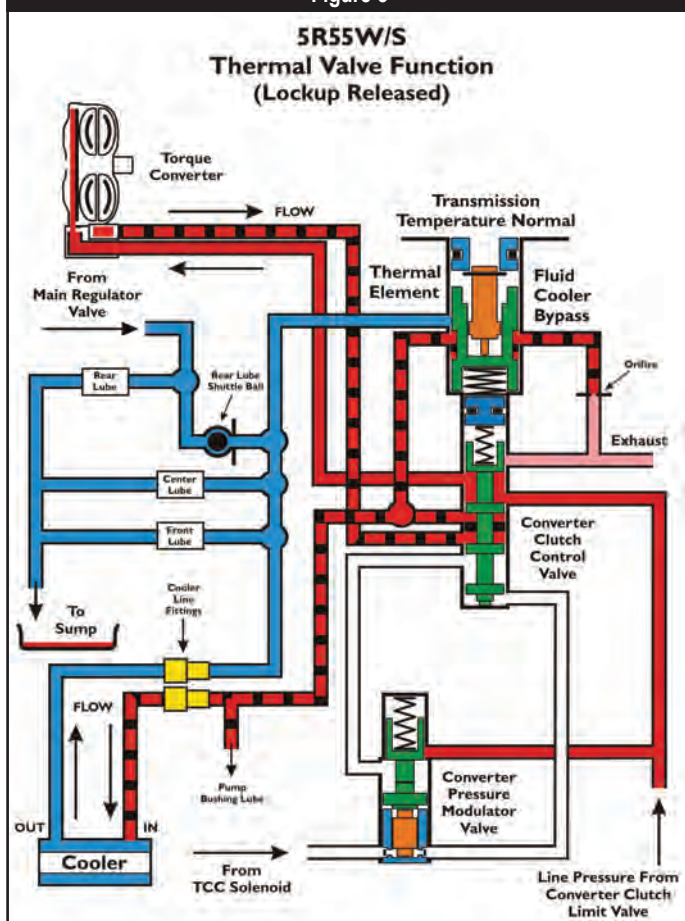 5R55W/S
Thermal Valve Function
(Lockup Released)
Torque
Converter
FLOW
Transmission
Temperature Normal
Thermal
Element
Fluid
Cooler
Bypass
From
Main Regulator
Valve
Rear
Lube
Rear Lube
Shuttle Ball
Orifire
Exhaust
Center
Lube
Front
Lube
Converter
Clutch
Control
Valve
To
Sump
Cooler
Line
Fittings
FLOW
Pump
Bushing Lube
Converter
Pressure
Modulator
Valve
OUT
IN
Cooler
From
TCC Solenoid
Line Pressure From
Converter Clutch
Limit Valve